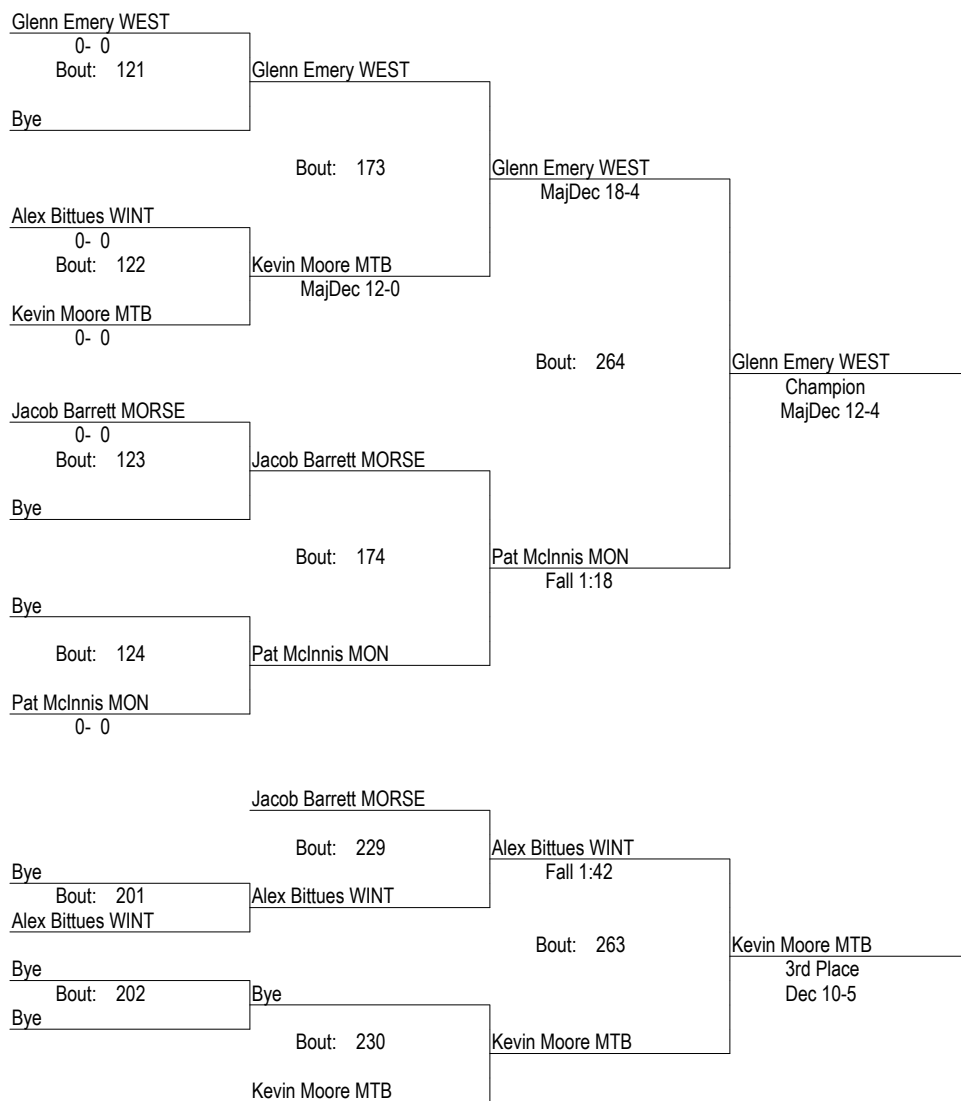 Glenn Emery WEST
0- 0
Bout: 121
Glenn Emery WEST
Bye
Bout: 173
Glenn Emery WEST
MajDec 18-4
Alex Bittues WINT
0- 0
Bout: 122
Kevin Moore MTB
MajDec 12-0
Kevin Moore MTB
0- 0
Bout: 264
Glenn Emery WEST
Champion
MajDec 12-4
Jacob Barrett MORSE
0- 0
Bout: 123
Jacob Barrett MORSE
Bye
Bout: 174
Pat McInnis MON
Fall 1:18
Bye
Bout: 124
Pat McInnis MON
Pat McInnis MON
0- 0
Jacob Barrett MORSE
Bout: 229
Alex Bittues WINT
Fall 1:42
Bye
Bout: 201
Alex Bittues WINT
Alex Bittues WINT
Bout: 263
Kevin Moore MTB
3rd Place
Dec 10-5
Bye
Bout: 202
Bye
Bye
Bout: 230
Kevin Moore MTB
Kevin Moore MTB